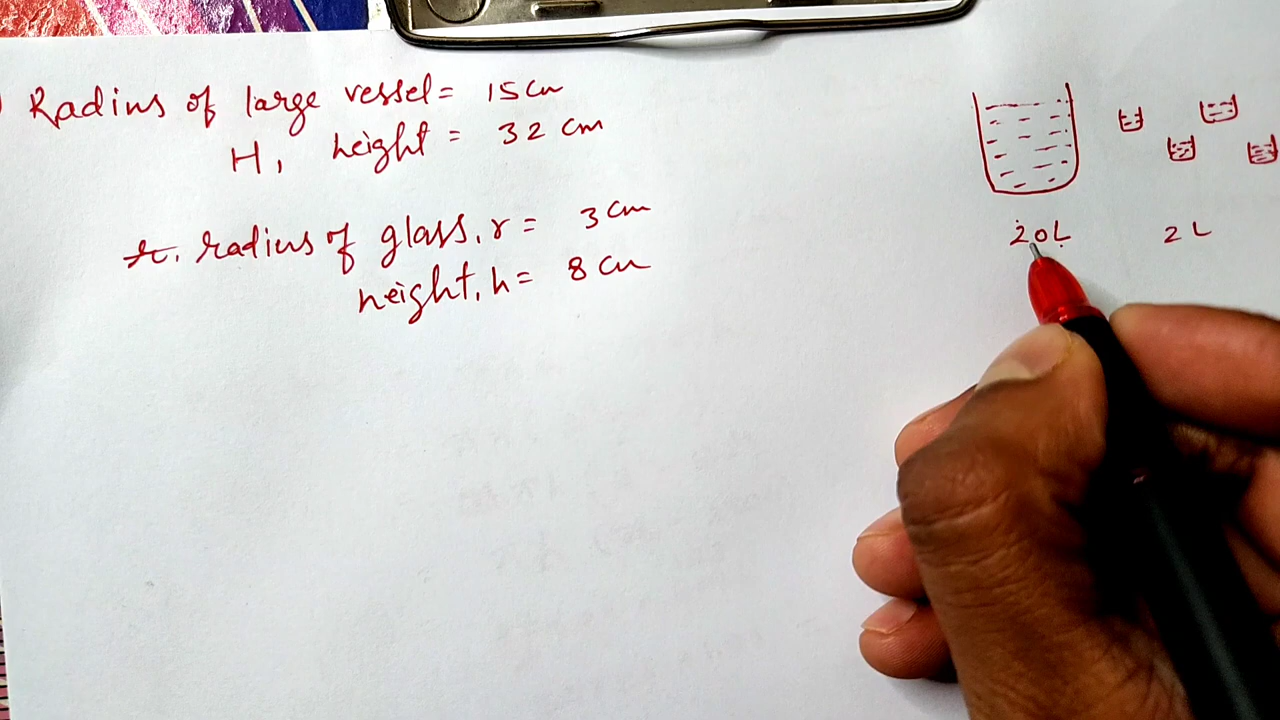 Radius of large vessel = 15 cm
H, height = 32 cm
r. radius of glass, r = 3 cm
height, h = 8 cm
20L 2L